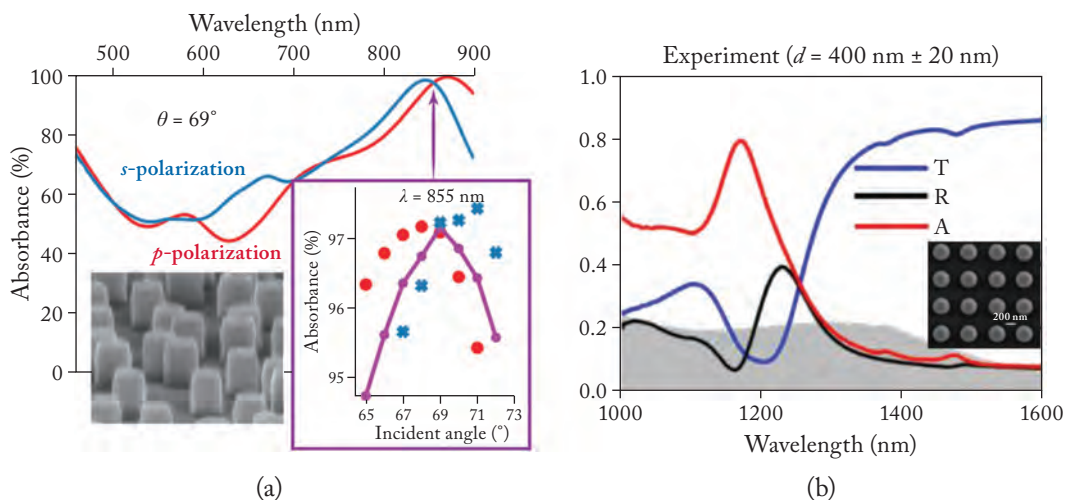 Wavelength (nm)
500 600 700 800 900
100
80
60
40
20
0
Absorbance (%)
θ = 69°
s-polarization
p-polarization
λ = 855 nm
97
96
95
Absorbance (%)
65 67 69 71 73
Incident angle (°)
(a)
Experiment (d = 400 nm ± 20 nm)
1.0
0.8
0.6
0.4
0.2
0.0
T
R
A
200 nm
1000 1200 1400 1600
Wavelength (nm)
(b)